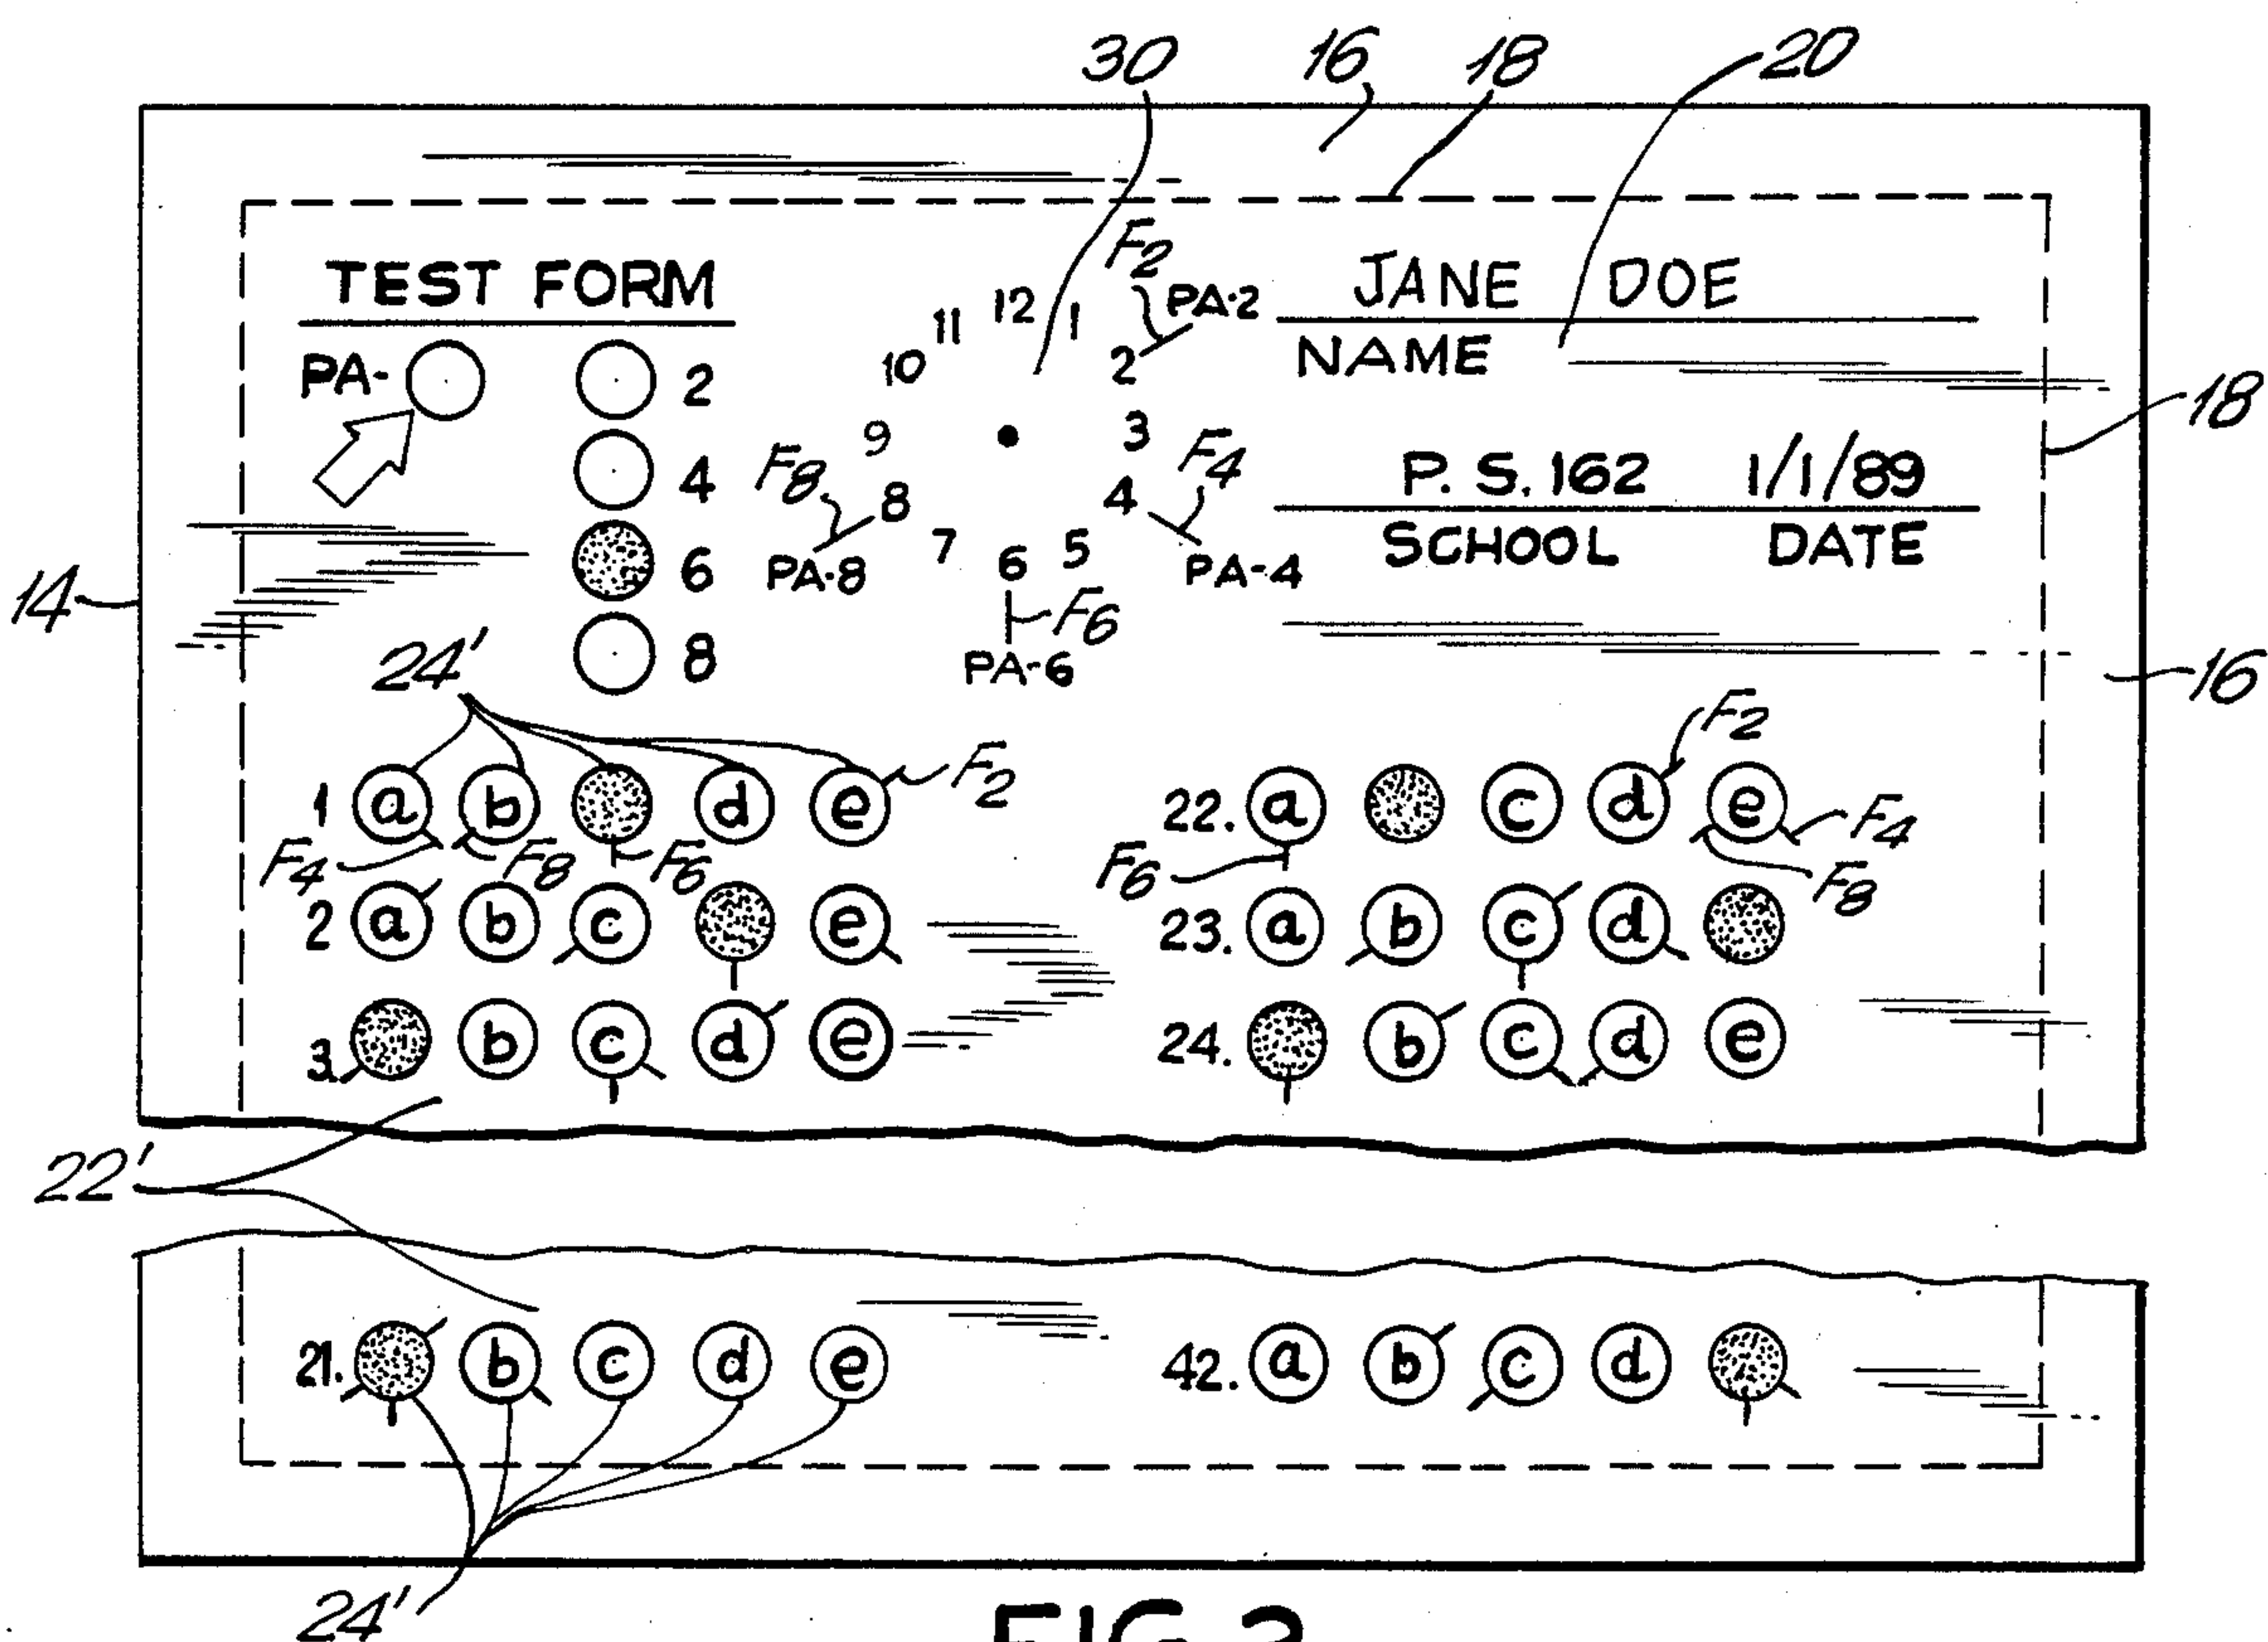 30 16 18 20
F2
TEST FORM
12 1 PA-2
11 2
10 3
9 4
8 5
7 6
JANE DOE
NAME
PA- 2
4
6
8
18
F8 F4
P. S. 162 1/1/89
SCHOOL DATE
PA-8 PA-4
14
F6
PA-6
24'
16
F2
F2
1 a b d e
22. a c d e
F4 F8 F6
F6 F4
F8
2 a b c e
23. a b c d
3. b c d e
24. b c d e
22'
21. b c d e
42. a b c d
24'
FIG. 3